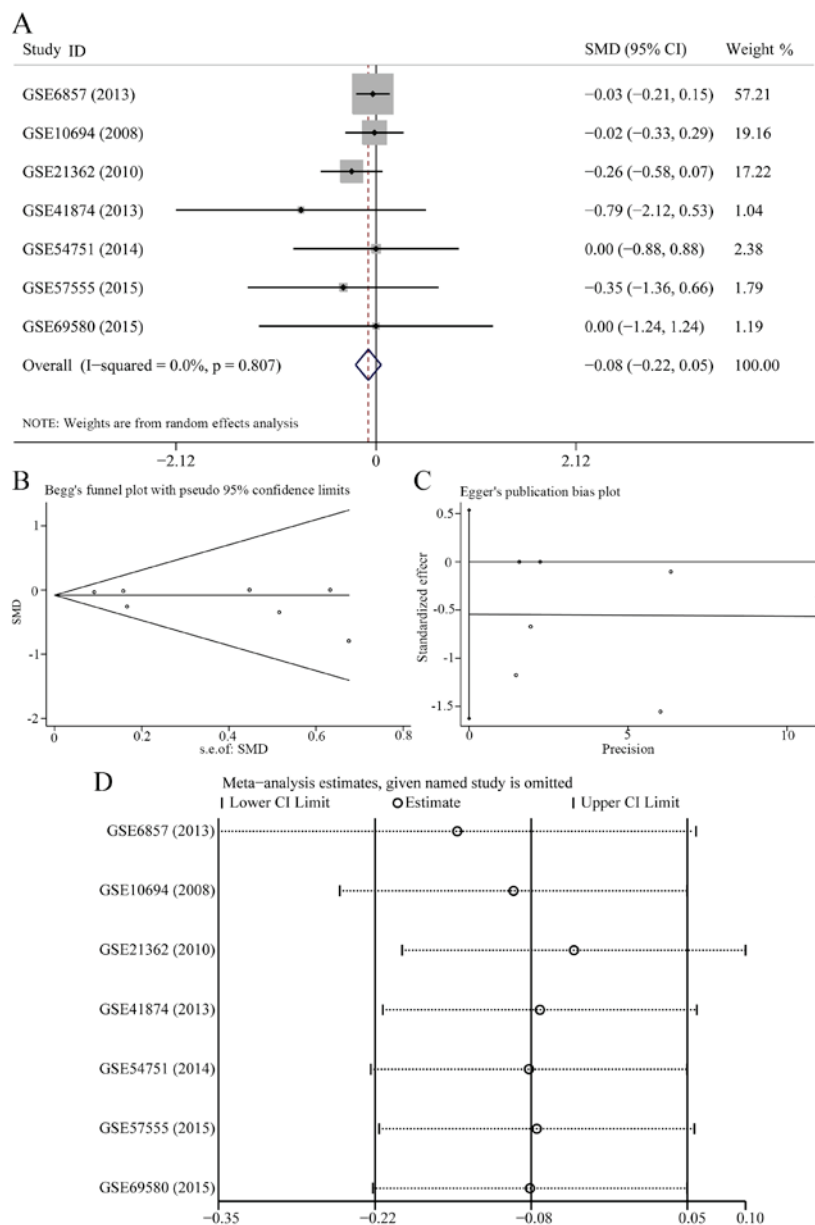 A
Study ID SMD (95% CI) Weight %
GSE6857 (2013) −0.03 (−0.21, 0.15) 57.21
GSE10694 (2008) −0.02 (−0.33, 0.29) 19.16
GSE21362 (2010) −0.26 (−0.58, 0.07) 17.22
GSE41874 (2013) −0.79 (−2.12, 0.53) 1.04
GSE54751 (2014) 0.00 (−0.88, 0.88) 2.38
GSE57555 (2015) −0.35 (−1.36, 0.66) 1.79
GSE69580 (2015) 0.00 (−1.24, 1.24) 1.19
Overall (I−squared = 0.0%, p = 0.807) −0.08 (−0.22, 0.05) 100.00
NOTE: Weights are from random effects analysis
−2.12 0 2.12
B
Begg's funnel plot with pseudo 95% confidence limits
1
0
−1
−2
SMD
0 0.2 0.4 0.6 0.8
s.e.of: SMD
C
Egger's publication bias plot
0.5
0
−0.5
−1
−1.5
Standardized effect
0 5 10
Precision
D
Meta−analysis estimates, given named study is omitted
Lower CI Limit Estimate Upper CI Limit
GSE6857 (2013)
GSE10694 (2008)
GSE21362 (2010)
GSE41874 (2013)
GSE54751 (2014)
GSE57555 (2015)
GSE69580 (2015)
−0.35 −0.22 −0.08 0.05 0.10